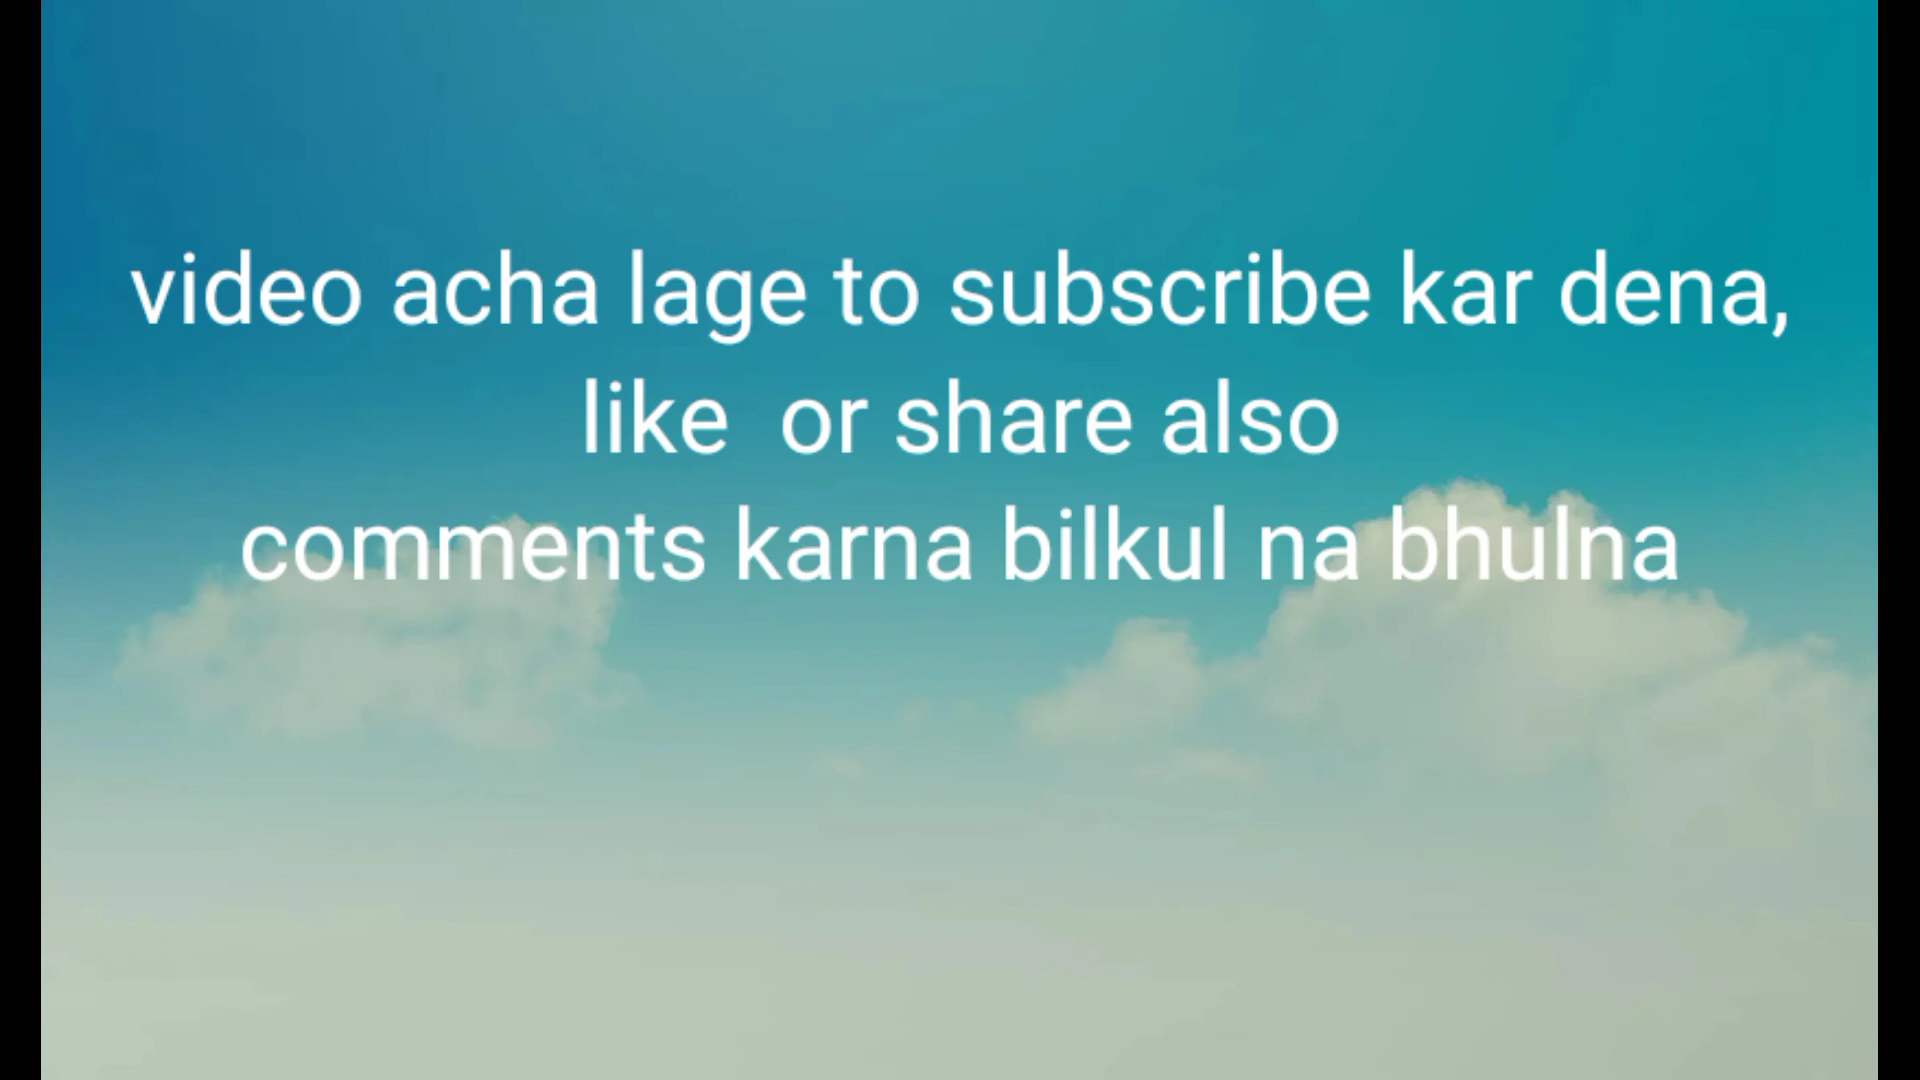 video acha lage to subscribe kar dena,
like  or share also
comments karna bilkul na bhulna